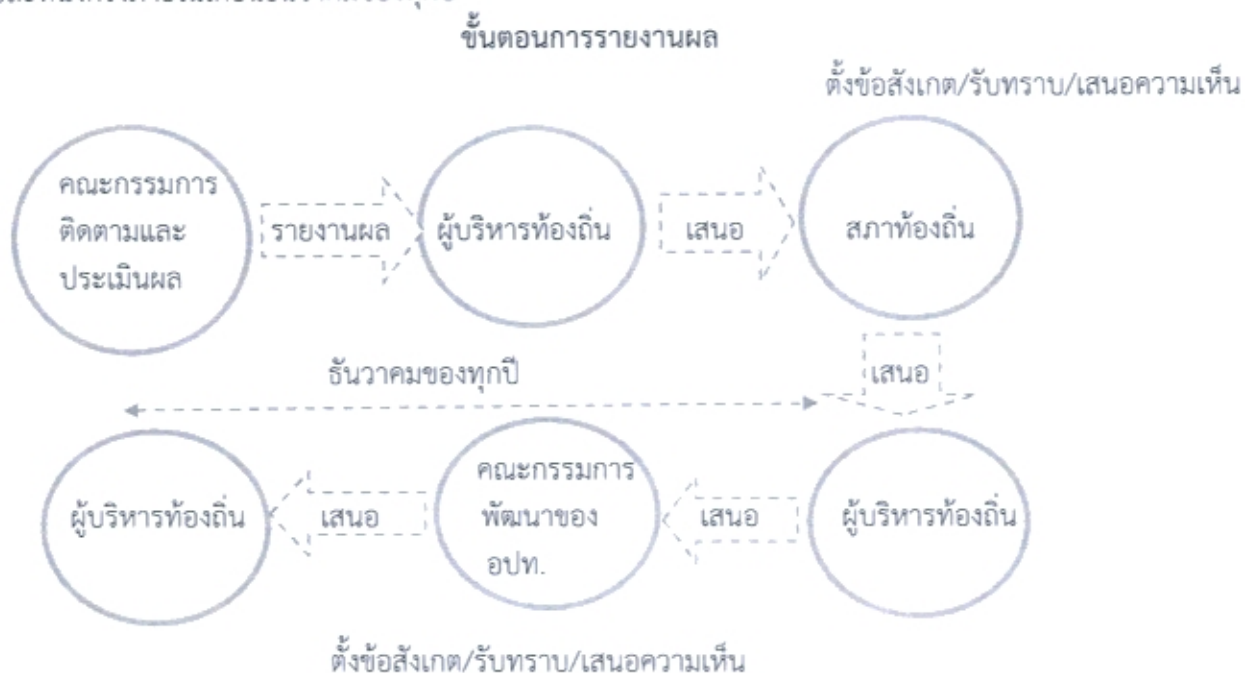 ขั้นตอนการรายงานผล
ตั้งข้อสังเกต/รับทราบ/เสนอความเห็น
คณะกรรมการ
ติดตามและ
ประเมินผล
รายงานผล
ผู้บริหารท้องถิ่น
เสนอ
สภาท้องถิ่น
เสนอ
ธันวาคมของทุกปี
ผู้บริหารท้องถิ่น
เสนอ
คณะกรรมการ
พัฒนาของ
อปท.
เสนอ
ผู้บริหารท้องถิ่น
ตั้งข้อสังเกต/รับทราบ/เสนอความเห็น